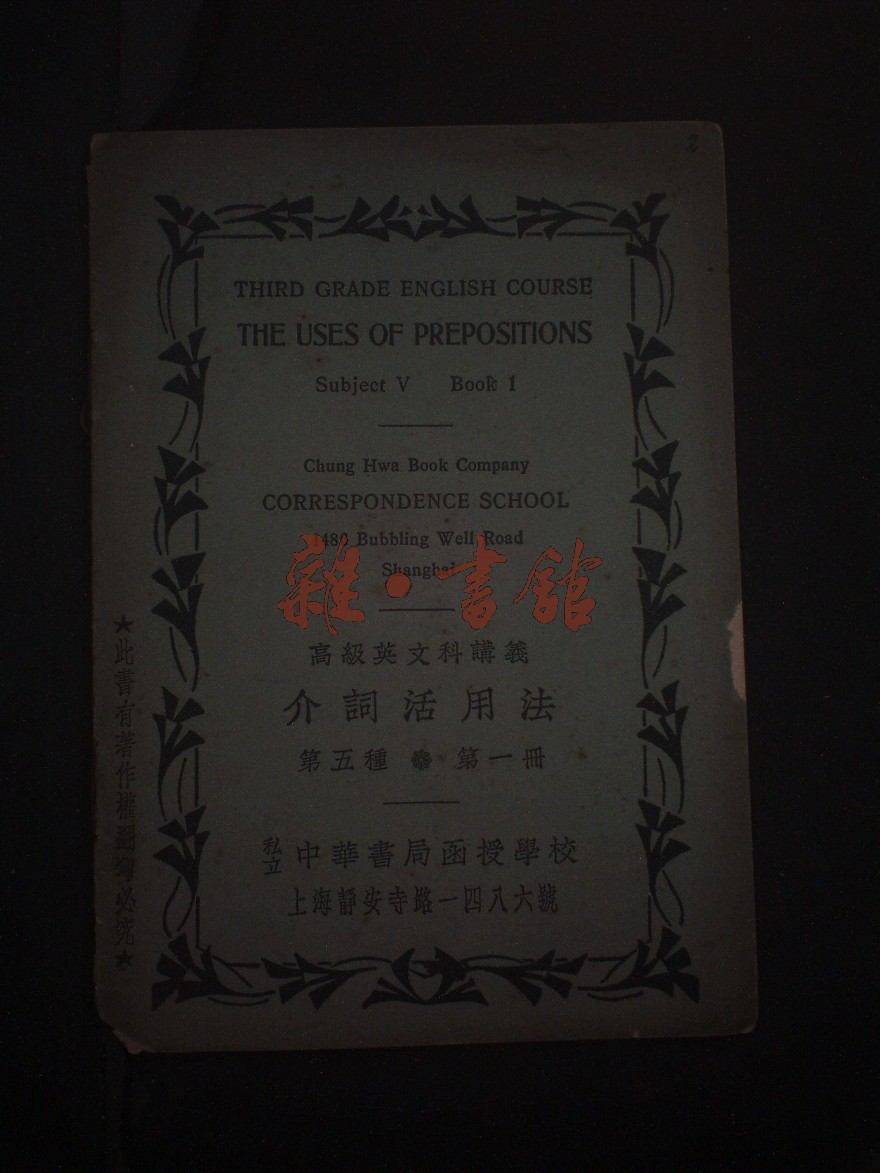 2
THIRD GRADE ENGLISH COURSE
THE USES OF PREPOSITIONS
Subject V Book 1
Chung Hwa Book Company
CORRESPONDENCE SCHOOL
1486 Bubbling Well Road
Shanghai
雜·書館
高級英文科講義
介詞活用法
第五種 第一冊
私立中華書局函授學校
上海靜安寺路一四八六號
★此書有著作權翻印必究★